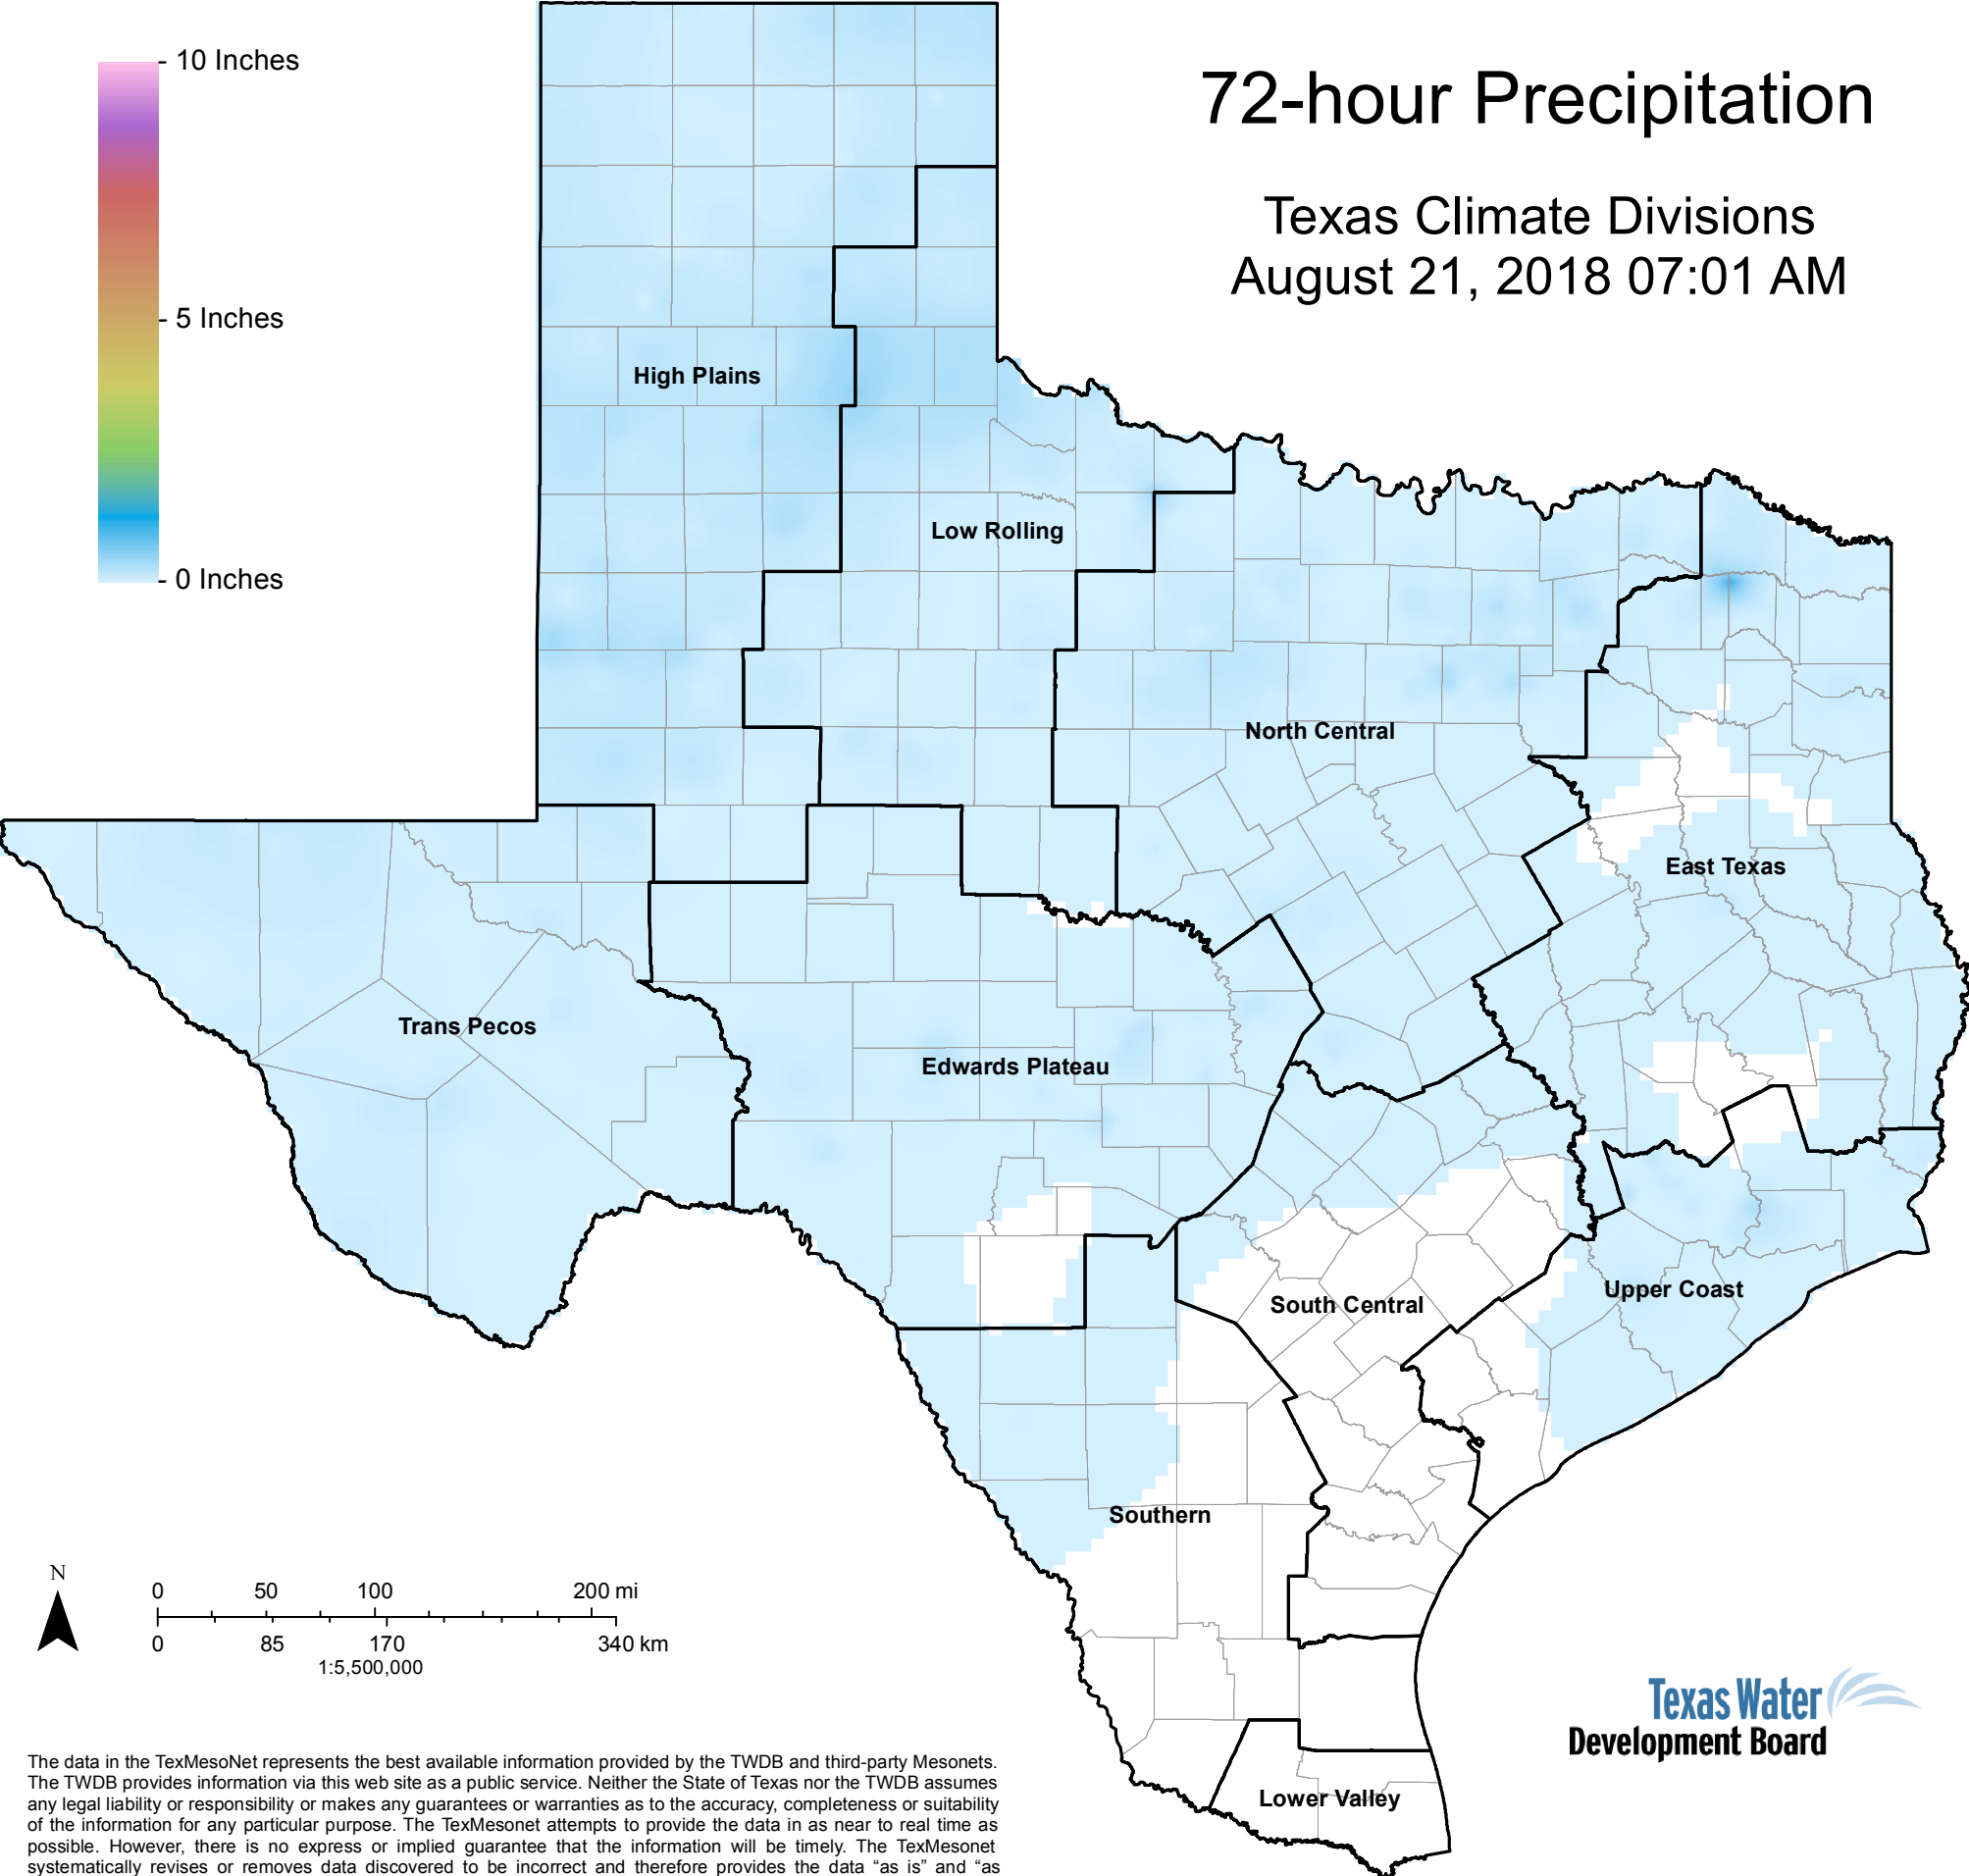 72-hour Precipitation
Texas Climate Divisions
August 21, 2018 07:01 AM
10 Inches
5 Inches
0 Inches
High Plains
Low Rolling
North Central
East Texas
Trans Pecos
Edwards Plateau
Upper Coast
South Central
Southern
Lower Valley
N
0 50 100 200 mi
0 85 170 340 km
1:5,500,000
Texas Water
Development Board
The data in the TexMesoNet represents the best available information provided by the TWDB and third-party Mesonets.
The TWDB provides information via this web site as a public service. Neither the State of Texas nor the TWDB assumes
any legal liability or responsibility or makes any guarantees or warranties as to the accuracy, completeness or suitability
of the information for any particular purpose. The TexMesonet attempts to provide the data in as near to real time as
possible. However, there is no express or implied guarantee that the information will be timely. The TexMesonet
systematically revises or removes data discovered to be incorrect and therefore provides the data “as is” and “as